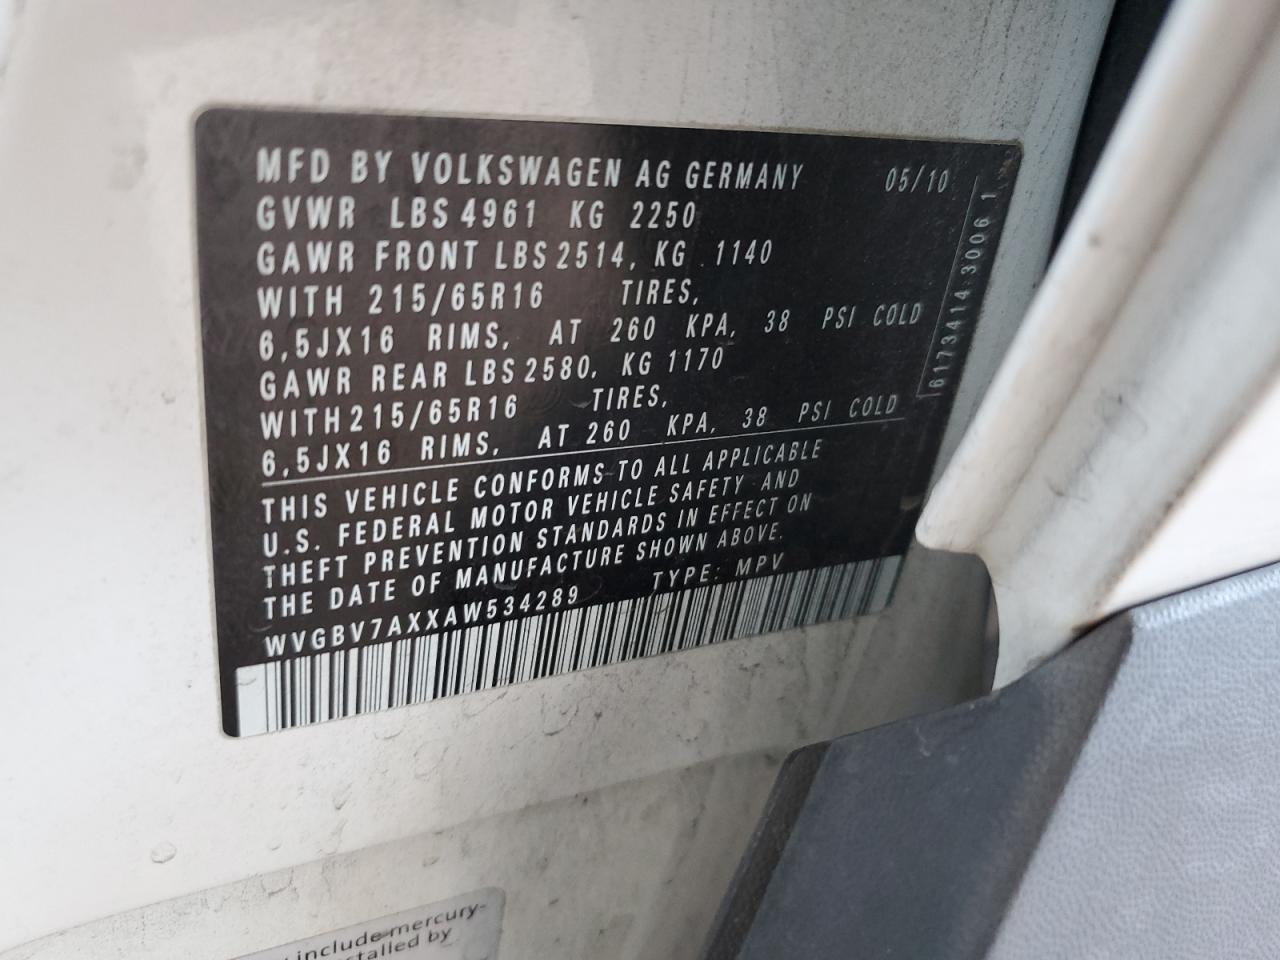 MFD BY VOLKSWAGEN AG GERMANY 05/10
GVWR LBS 4961 KG 2250
GAWR FRONT LBS 2514, KG 1140
WITH 215/65R16 TIRES,
6,5JX16 RIMS, AT 260 KPA, 38 PSI COLD
GAWR REAR LBS 2580, KG 1170
WITH 215/65R16 TIRES,
6,5JX16 RIMS, AT 260 KPA, 38 PSI COLD
THIS VEHICLE CONFORMS TO ALL APPLICABLE
U.S. FEDERAL MOTOR VEHICLE SAFETY AND
THEFT PREVENTION STANDARDS IN EFFECT ON
THE DATE OF MANUFACTURE SHOWN ABOVE.
WVGBV7AXXAW534289 TYPE: MPV
6173414 3006 1
include mercury-
by